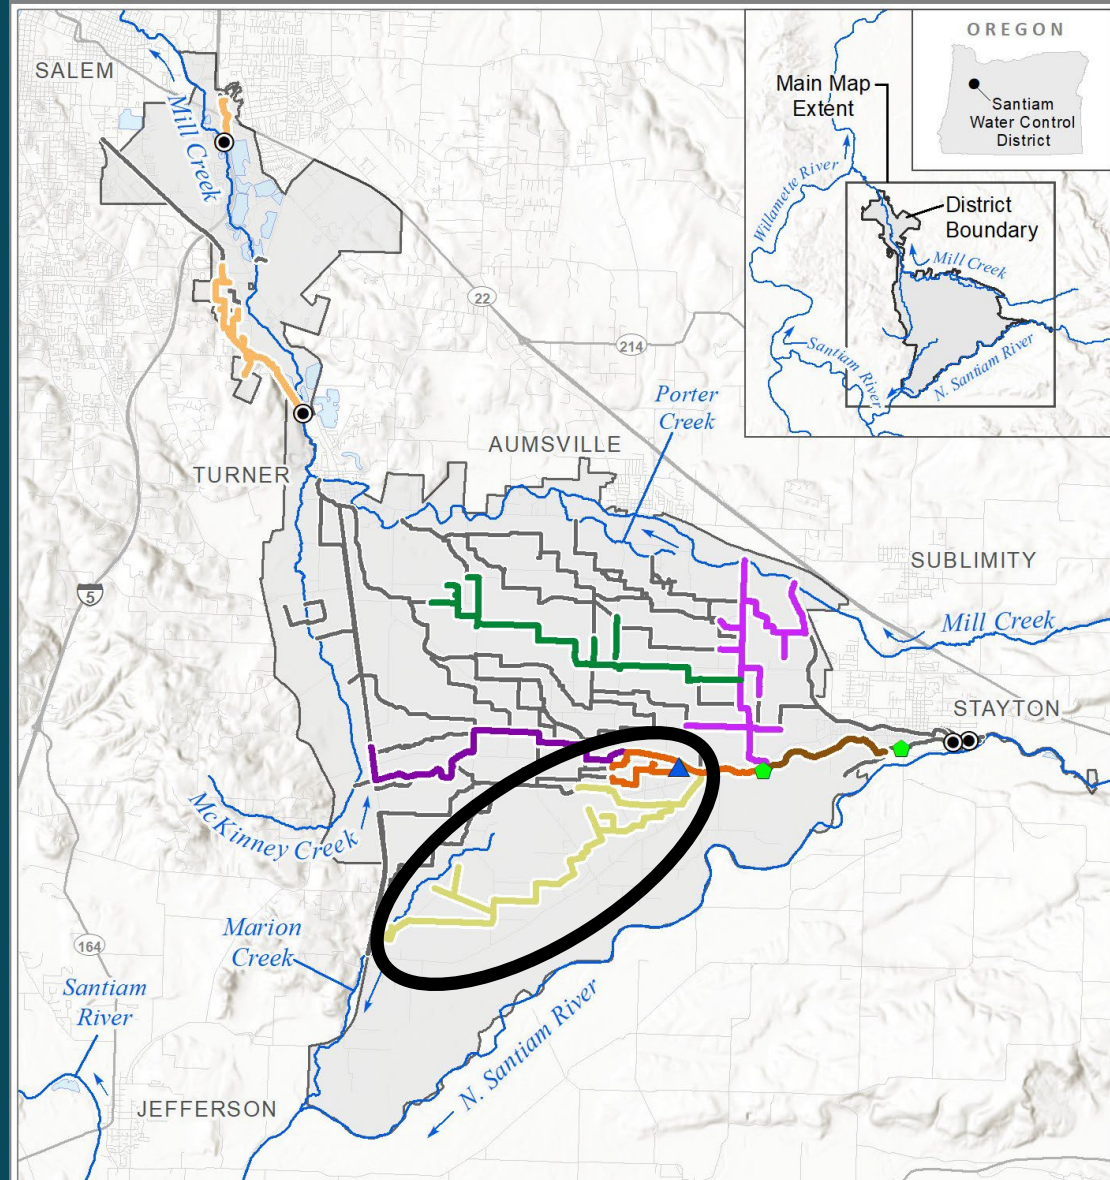 SALEM
Mill Creek
OREGON
Santiam
Water Control
District
Main Map
Extent
Willamette River
District
Boundary
Mill Creek
Santiam River
N. Santiam River
22
214
Porter
Creek
AUMSVILLE
TURNER
SUBLIMITY
5
Mill Creek
STAYTON
McKinney Creek
Marion
Creek
164
Santiam
River
N. Santiam River
JEFFERSON